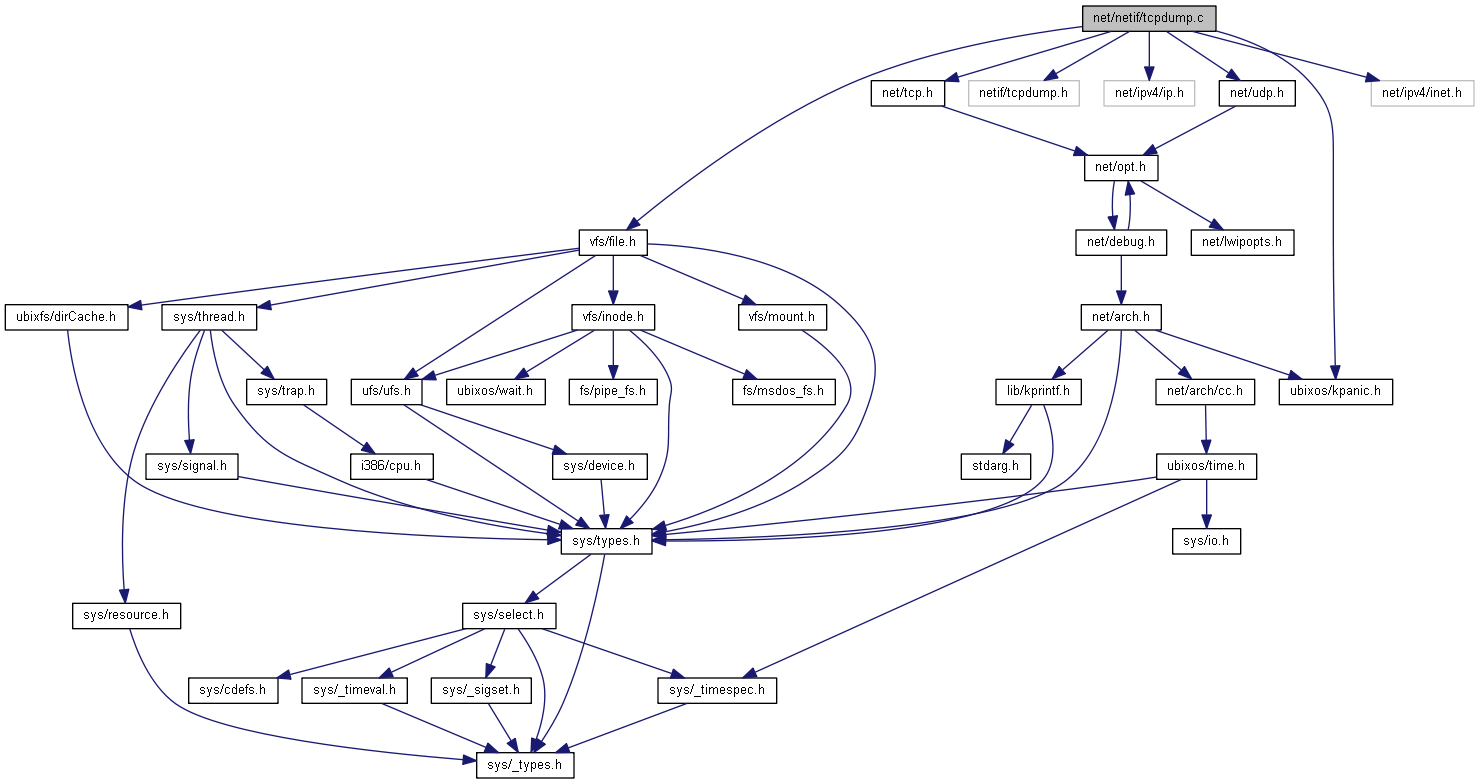 net/netif/tcpdump.c
net/tcp.h
netif/tcpdump.h
net/ipv4/ip.h
net/udp.h
net/ipv4/inet.h
net/opt.h
vfs/file.h
net/debug.h
net/lwipopts.h
ubixfs/dirCache.h
sys/thread.h
vfs/inode.h
vfs/mount.h
net/arch.h
sys/trap.h
ufs/ufs.h
ubixos/wait.h
fs/pipe_fs.h
fs/msdos_fs.h
lib/kprintf.h
net/arch/cc.h
ubixos/kpanic.h
sys/signal.h
i386/cpu.h
sys/device.h
stdarg.h
ubixos/time.h
sys/types.h
sys/io.h
sys/resource.h
sys/select.h
sys/cdefs.h
sys/_timeval.h
sys/_sigset.h
sys/_timespec.h
sys/_types.h